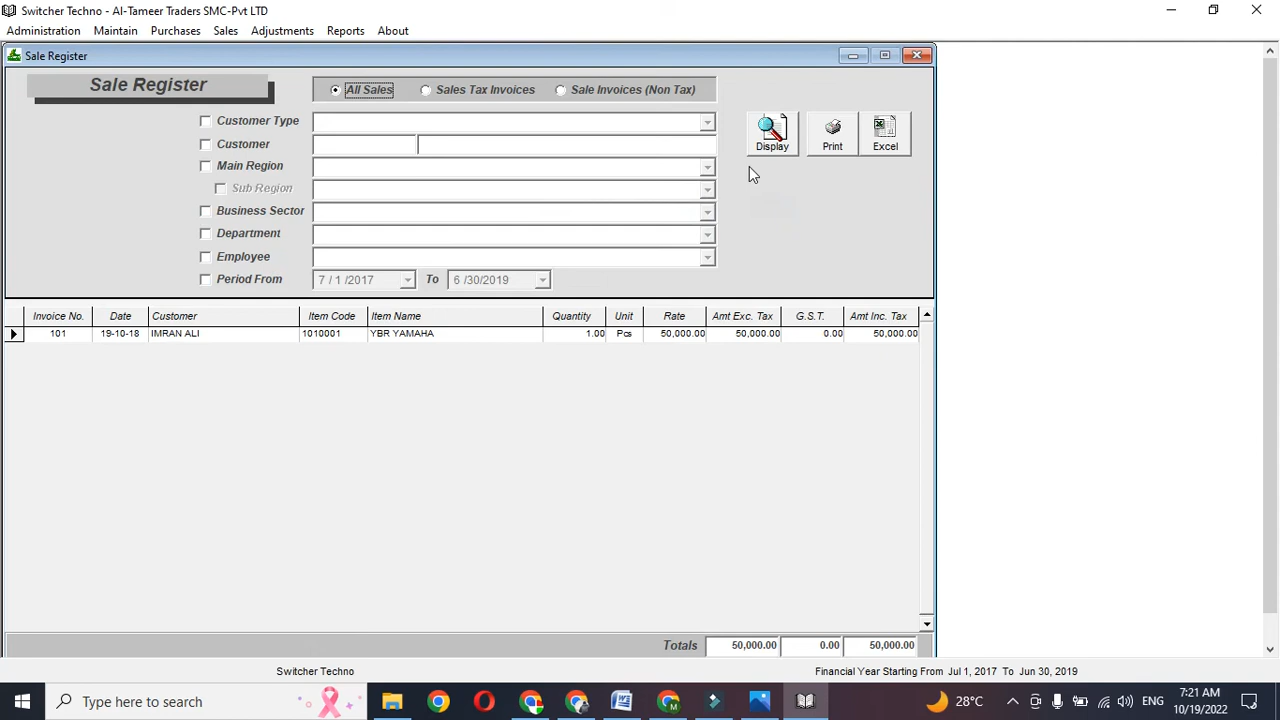 Switcher Techno - Al-Tameer Traders SMC-Pvt LTD
Administration Maintain Purchases Sales Adjustments Reports About
Sale Register
Sale Register
All Sales Sales Tax Invoices Sale Invoices (Non Tax)
Customer Type
Customer
Main Region
Sub Region
Business Sector
Department
Employee
Period From 7 / 1 /2017 To 6 /30/2019
Display Print Excel
Invoice No. Date Customer Item Code Item Name Quantity Unit Rate Amt Exc. Tax G.S.T. Amt Inc. Tax
101 19-10-18 IMRAN ALI 1010001 YBR YAMAHA 1.00 Pcs 50,000.00 50,000.00 0.00 50,000.00
Totals 50,000.00 0.00 50,000.00
Switcher Techno Financial Year Starting From Jul 1, 2017 To Jun 30, 2019
Type here to search 28°C ENG 7:21 AM
10/19/2022